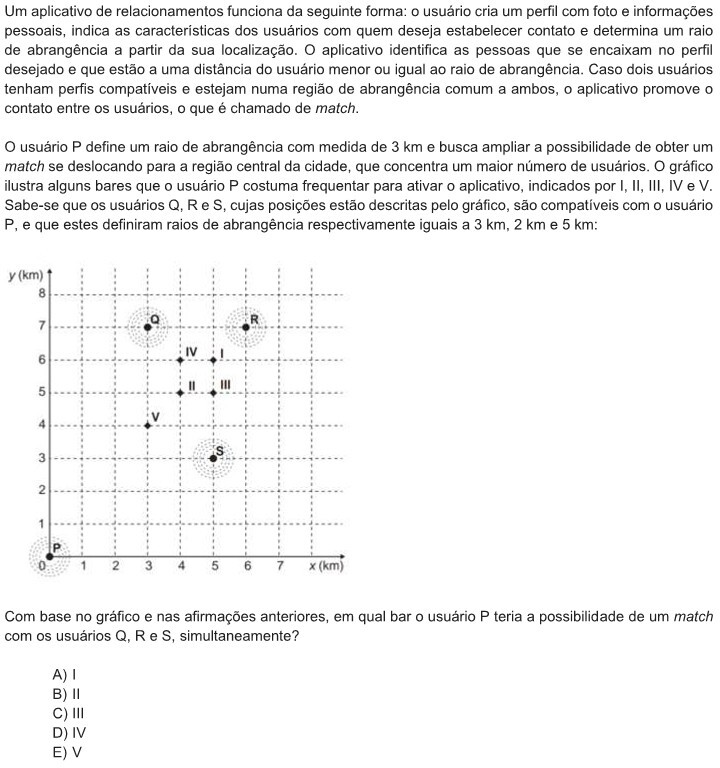 Um aplicativo de relacionamentos funciona da seguinte forma: o usuário cria um perfil com foto e informações
pessoais, indica as características dos usuários com quem deseja estabelecer contato e determina um raio
de abrangência a partir da sua localização. O aplicativo identifica as pessoas que se encaixam no perfil
desejado e que estão a uma distância do usuário menor ou igual ao raio de abrangência. Caso dois usuários
tenham perfis compatíveis e estejam numa região de abrangência comum a ambos, o aplicativo promove o
contato entre os usuários, o que é chamado de match.
O usuário P define um raio de abrangência com medida de 3 km e busca ampliar a possibilidade de obter um
match se deslocando para a região central da cidade, que concentra um maior número de usuários. O gráfico
ilustra alguns bares que o usuário P costuma frequentar para ativar o aplicativo, indicados por I, II, III, IV e V.
Sabe-se que os usuários Q, R e S, cujas posições estão descritas pelo gráfico, são compatíveis com o usuário
P, e que estes definiram raios de abrangência respectivamente iguais a 3 km, 2 km e 5 km:
y (km)
8
7 Q R
6 IV I
5 II III
4 V
3 S
2
1
P
0 1 2 3 4 5 6 7 x (km)
Com base no gráfico e nas afirmações anteriores, em qual bar o usuário P teria a possibilidade de um match
com os usuários Q, R e S, simultaneamente?
A) I
B) II
C) III
D) IV
E) V